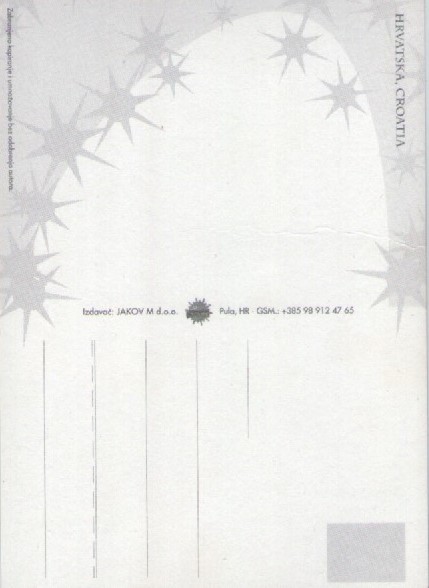 HRVATSKA, CROATIA
Izdavač: JAKOV M d.o.o. Pula, HR GSM.: +385 98 912 47 65
Zabranjeno kopiranje i umnožavanje bez odobrenja autora.